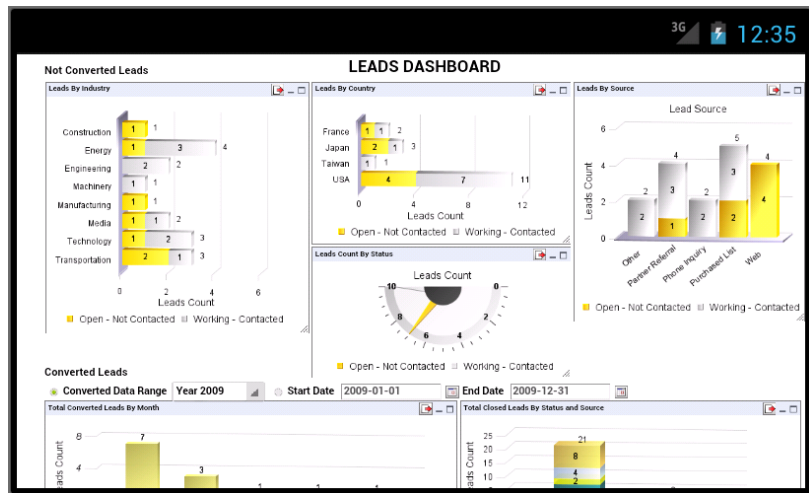 3G 12:35
Not Converted Leads
LEADS DASHBOARD
Leads By Industry
Construction 1 1
Energy 1 3 4
Engineering 2 2
Machinery 1 1
Manufacturing 1 1
Media 1 1 2
Technology 1 2 3
Transportation 2 1 3
0 2 4 6
Leads Count
Open - Not Contacted Working - Contacted
Leads By Country
France 1 1 2
Japan 2 1 3
Taiwan 1 1
USA 4 7 11
0 4 8 12
Leads Count
Open - Not Contacted Working - Contacted
Leads Count By Status
Leads Count
10 8 6 4 2 0
Open - Not Contacted Working - Contacted
Leads By Source
Lead Source
Leads Count
6
4
2
0
2 4 2 5 4
2 3 1 2 3 2 4
Other Partner Referral Phone Inquiry Purchased List Web
Open - Not Contacted Working - Contacted
Converted Leads
Converted Data Range Year 2009 Start Date 2009-01-01 End Date 2009-12-31
Total Converted Leads By Month
8
4
7
3
Total Closed Leads By Status and Source
25
20
15
10
21
8
4
2